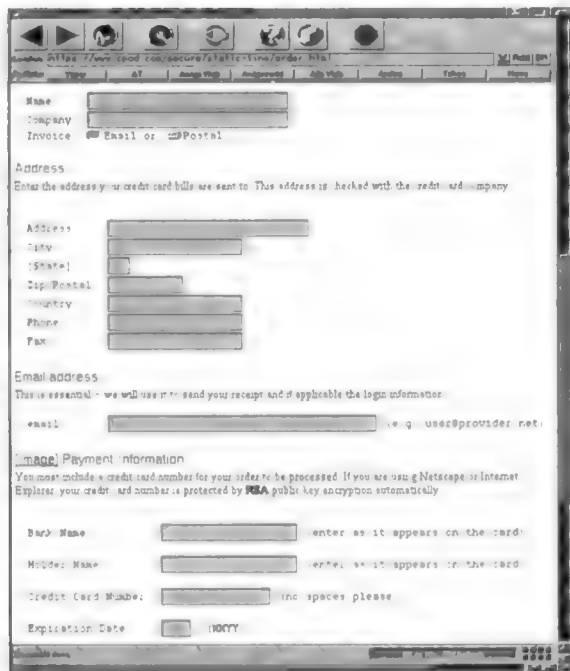 https://www.cpod.com/secure/static-line/order.html
Name
Company
Invoice Email or Postal
Address
Enter the address your credit card bills are sent to. This address is checked with the credit card company
Address
City
(State)
Zip/Postal
Country
Phone
Fax
Email address
This is essential - we will use it to send your receipt and if applicable the login information
email (e.g. user@provider.net)
[Image] Payment Information
You must include a credit card number for your order to be processed. If you are using Netscape or Internet
Explorer, your credit card number is protected by RSA public key encryption automatically
Bank Name (enter as it appears on the card)
Holder Name (enter as it appears on the card)
Credit Card Number (no spaces please)
Expiration Date MMYY